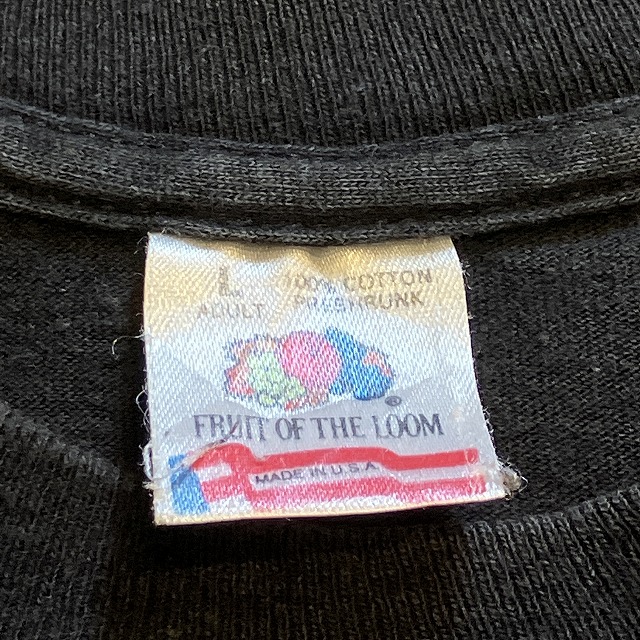 L 100% COTTON
ADULT PRESHRUNK
®
FRUIT OF THE LOOM
MADE IN U.S.A.